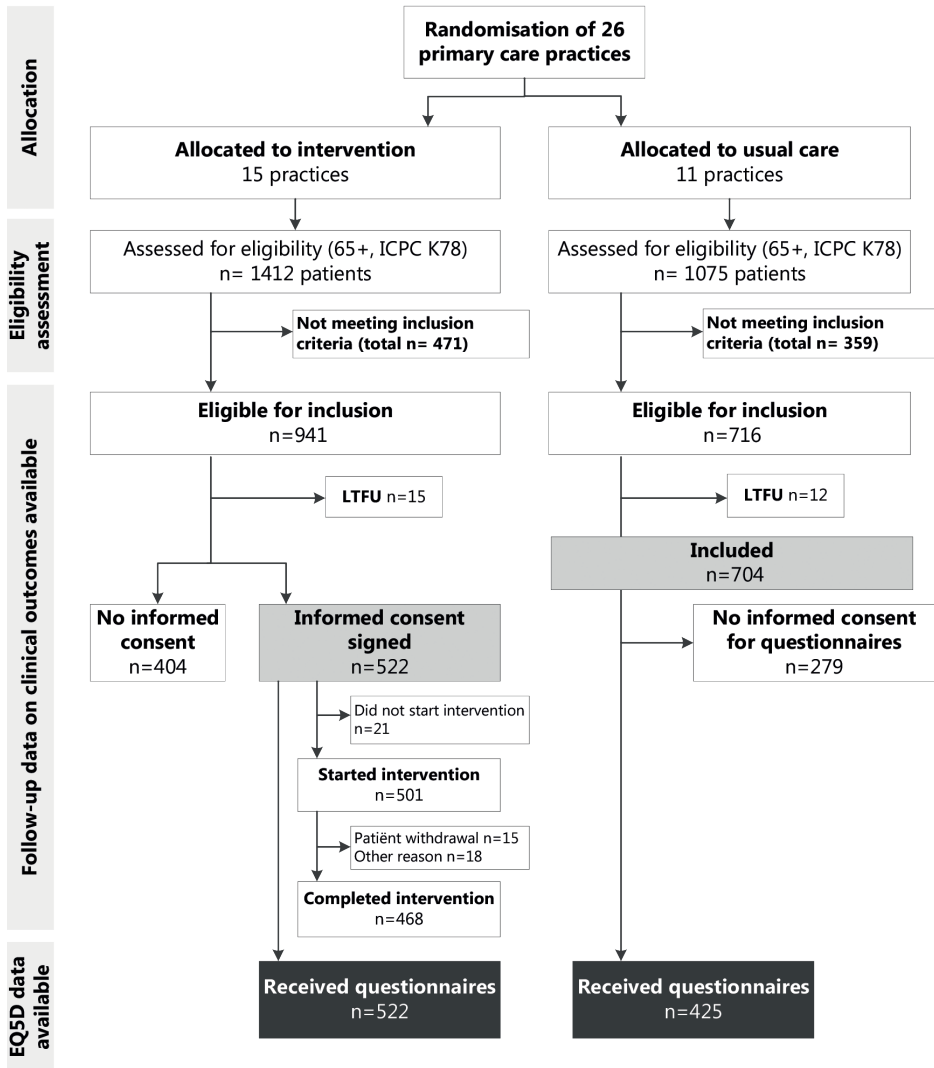 Allocation
Randomisation of 26
primary care practices
Allocated to intervention
15 practices
Allocated to usual care
11 practices
Eligibility
assessment
Assessed for eligibility (65+, ICPC K78)
n= 1412 patients
Assessed for eligibility (65+, ICPC K78)
n= 1075 patients
Not meeting inclusion
criteria (total n= 471)
Not meeting inclusion
criteria (total n= 359)
Follow-up data on clinical outcomes available
Eligible for inclusion
n=941
Eligible for inclusion
n=716
LTFU n=15
LTFU n=12
Included
n=704
No informed
consent
n=404
Informed consent
signed
n=522
No informed consent
for questionnaires
n=279
Did not start intervention
n=21
Started intervention
n=501
Patiënt withdrawal n=15
Other reason n=18
Completed intervention
n=468
EQ5D data
available
Received questionnaires
n=522
Received questionnaires
n=425